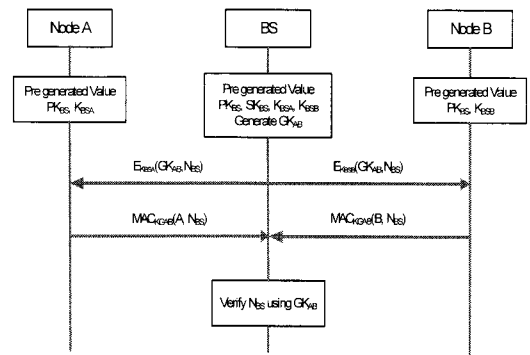 Node A
BS
Node B
Pre generated Value
PK_BS, K_BSA
Pre generated Value
PK_BS, SK_BS, K_BSA, K_BSB
Generate GK_AB
Pre generated Value
PK_BS, K_BSB
E_KBSA(GK_AB, N_BS)
E_KBSB(GK_AB, N_BS)
MAC_KGAB(A, N_BS)
MAC_KGAB(B, N_BS)
Verify N_BS using GK_AB